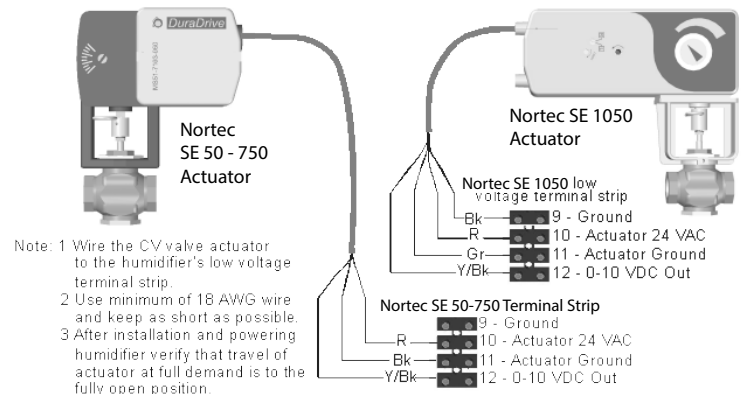 DuraDrive
Nortec
SE 50 - 750
Actuator
Nortec SE 1050
Actuator
Nortec SE 1050 low
voltage terminal strip
Bk 9 - Ground
R 10 - Actuator 24 VAC
Gr 11 - Actuator Ground
Y/Bk 12 - 0-10 VDC Out
Note: 1 Wire the CV valve actuator
to the humidifier's low voltage
terminal strip.
2 Use minimum of 18 AWG wire
and keep as short as possible.
3 After installation and powering
humidifier verify that travel of
actuator at full demand is to the
fully open position.
Nortec SE 50-750 Terminal Strip
9 - Ground
R 10 - Actuator 24 VAC
Bk 11 - Actuator Ground
Y/Bk 12 - 0-10 VDC Out